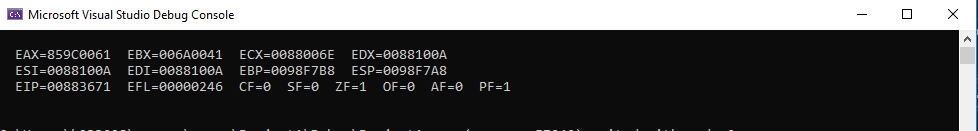 Microsoft Visual Studio Debug Console
EAX=859C0061 EBX=006A0041 ECX=0088006E EDX=0088100A
ESI=0088100A EDI=0088100A EBP=0098F7B8 ESP=0098F7A8
EIP=00883671 EFL=00000246 CF=0 SF=0 ZF=1 OF=0 AF=0 PF=1